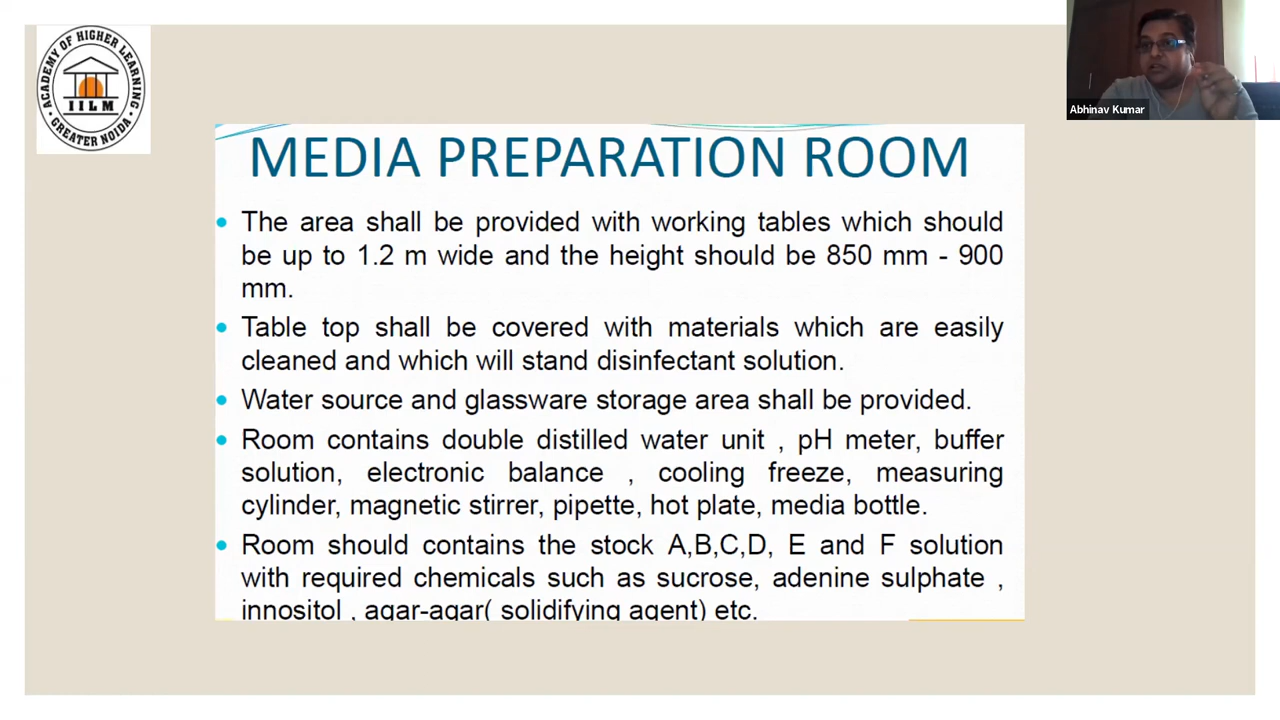 ACADEMY OF HIGHER LEARNING
IILM
GREATER NOIDA
Abhinav Kumar
MEDIA PREPARATION ROOM
The area shall be provided with working tables which should
be up to 1.2 m wide and the height should be 850 mm - 900
mm.
Table top shall be covered with materials which are easily
cleaned and which will stand disinfectant solution.
Water source and glassware storage area shall be provided.
Room contains double distilled water unit , pH meter, buffer
solution, electronic balance , cooling freeze, measuring
cylinder, magnetic stirrer, pipette, hot plate, media bottle.
Room should contains the stock A,B,C,D, E and F solution
with required chemicals such as sucrose, adenine sulphate ,
innositol , agar-agar( solidifying agent) etc.